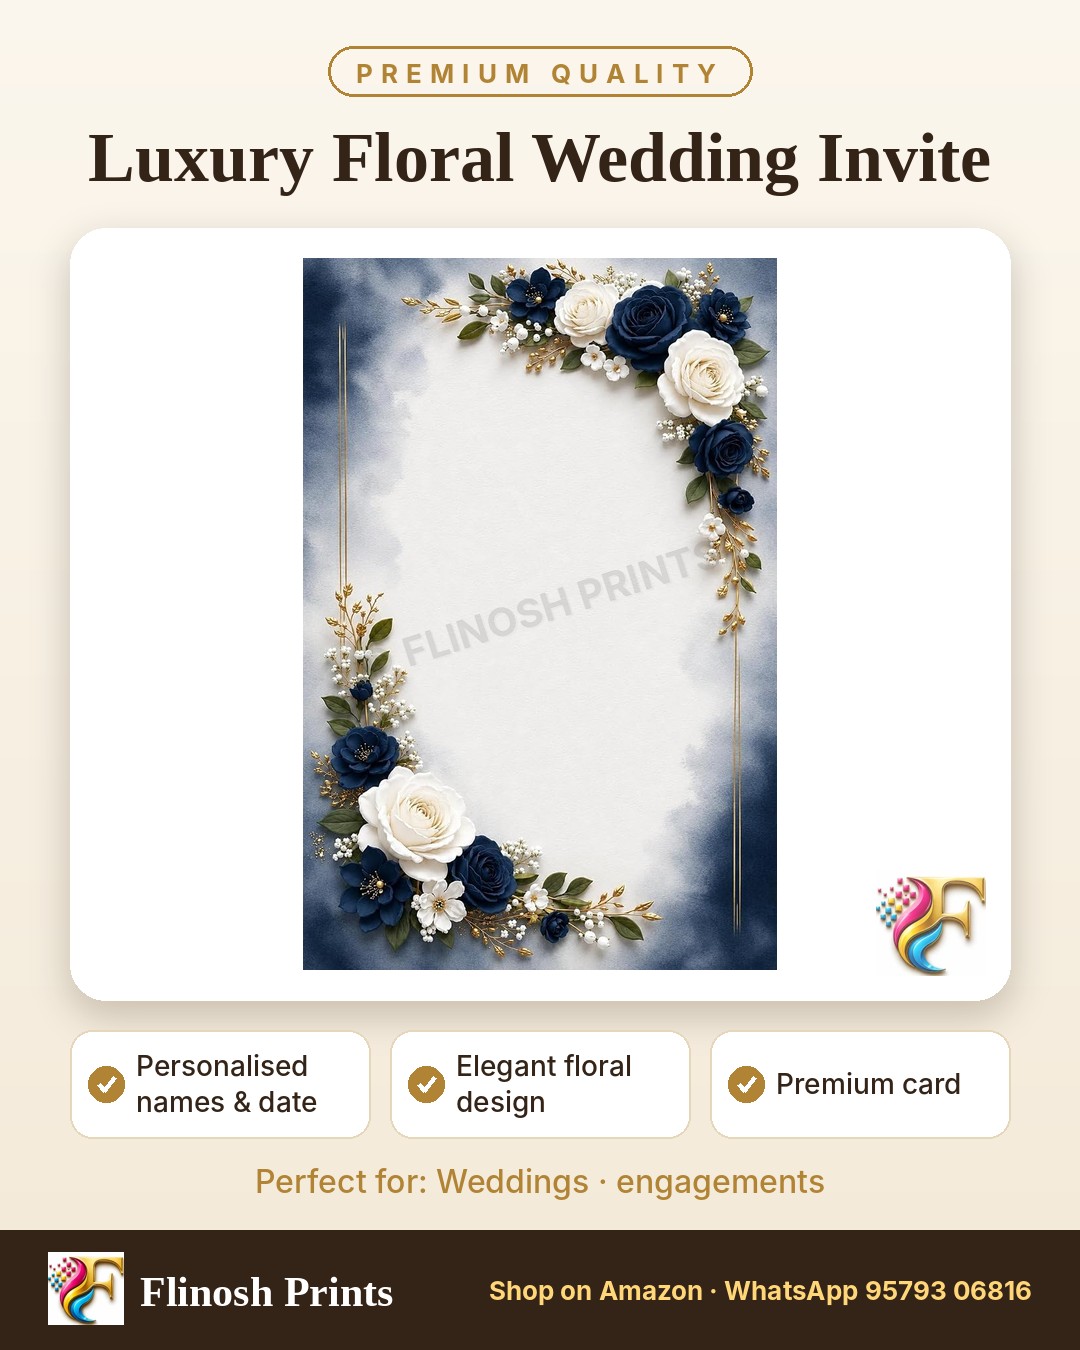 PREMIUM QUALITY
Luxury Floral Wedding Invite
FLINOSH PRINTS
Personalised
names & date
Elegant floral
design
Premium card
Perfect for: Weddings · engagements
Flinosh Prints
Shop on Amazon · WhatsApp 95793 06816